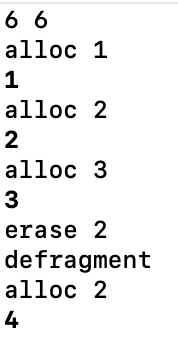 6 6
alloc 1
1
alloc 2
2
alloc 3
3
erase 2
defragment
alloc 2
4